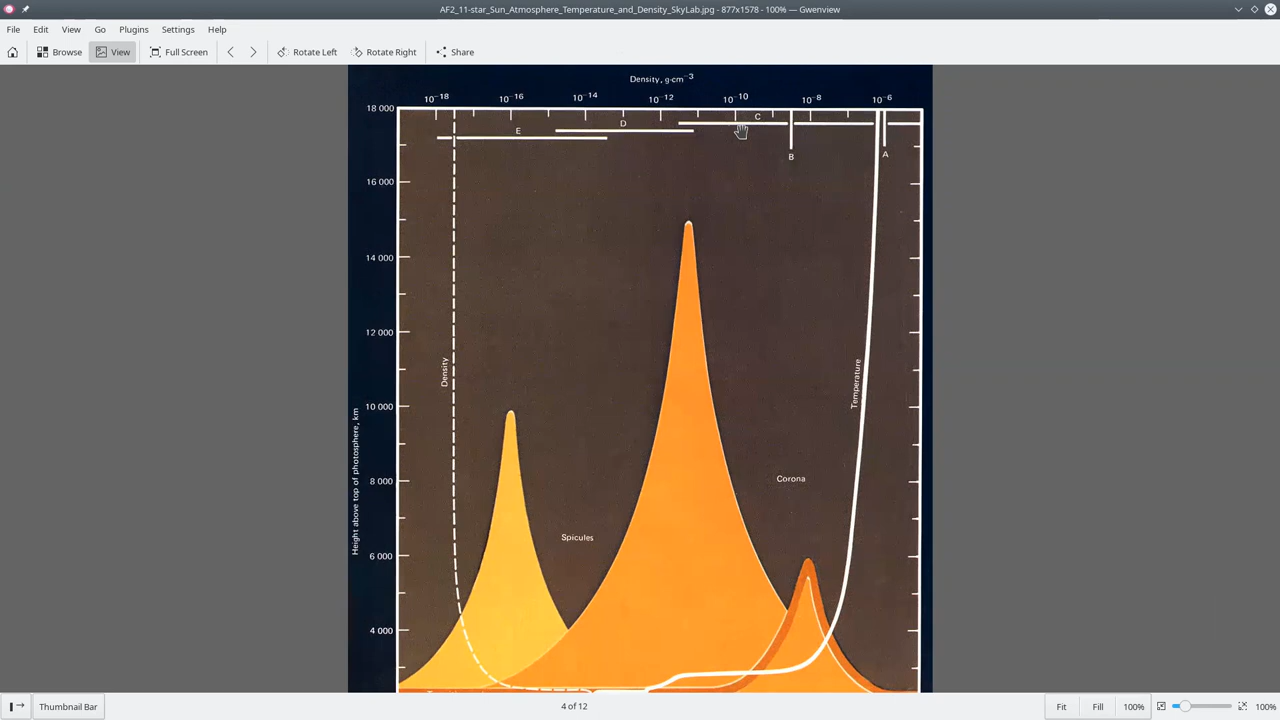 AF2_11-star_Sun_Atmosphere_Temperature_and_Density_SkyLab.jpg - 877x1578 - 100% — Gwenview
File Edit View Go Plugins Settings Help
Browse View Full Screen Rotate Left Rotate Right Share
Density, g·cm⁻³
10⁻¹⁸ 10⁻¹⁶ 10⁻¹⁴ 10⁻¹² 10⁻¹⁰ 10⁻⁸ 10⁻⁶
18 000
C
D
E
B
A
16 000
14 000
12 000
Density
Temperature
10 000
Height above top of photosphere, km
8 000
Corona
Spicules
6 000
4 000
Thumbnail Bar
4 of 12
Fit Fill 100% 100%